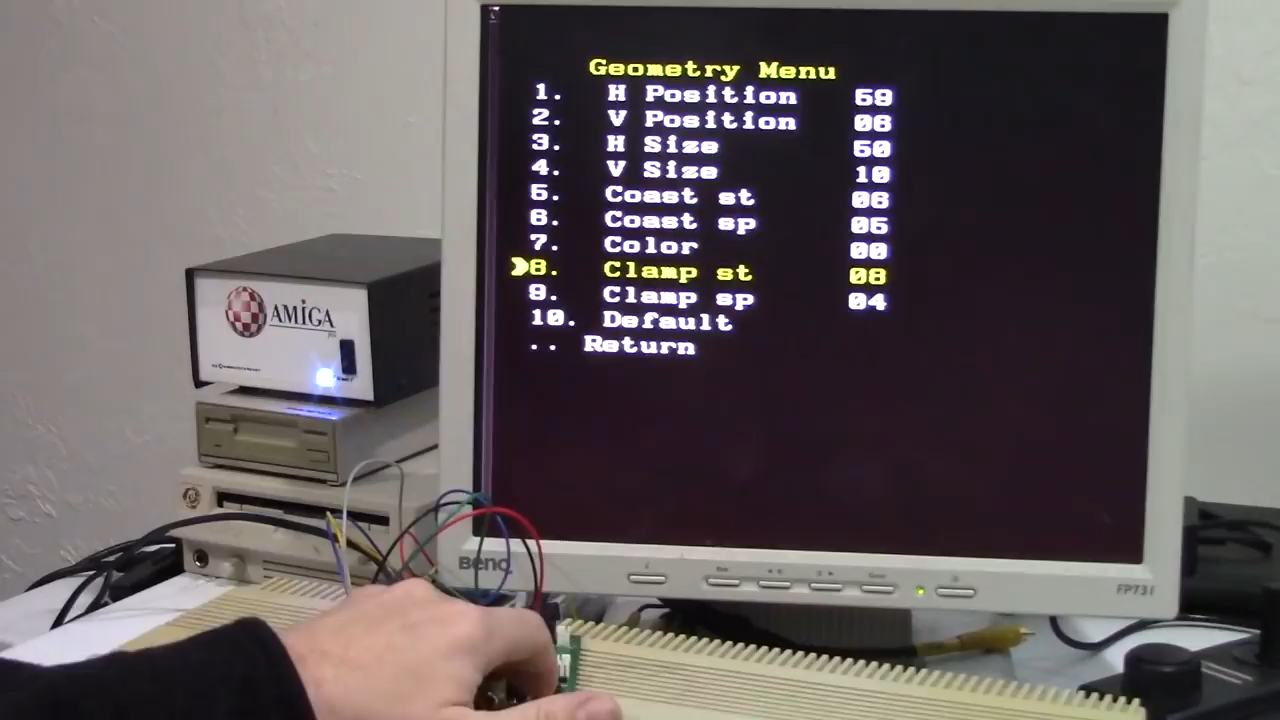 Geometry Menu
1. H Position 59
2. V Position 06
3. H Size 50
4. V Size 10
5. Coast st 06
6. Coast sp 05
7. Color 00
8. Clamp st 08
9. Clamp sp 04
10. Default
.. Return
AMIGA
BenQ
FP731